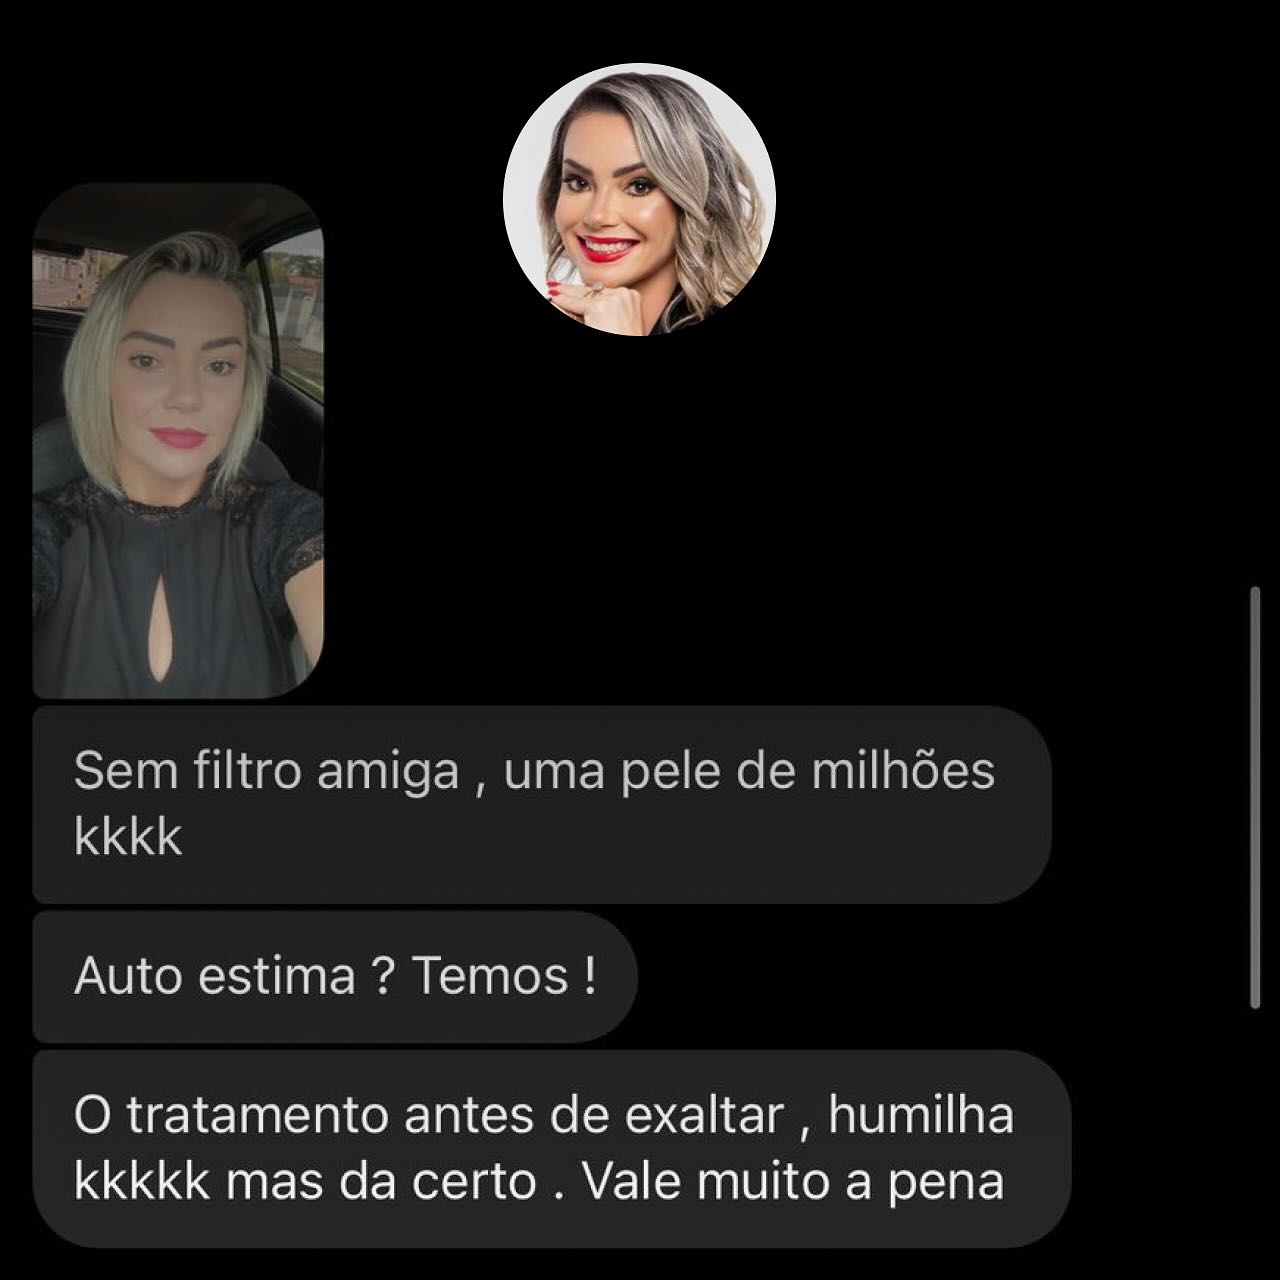 Sem filtro amiga , uma pele de milhões
kkkk
Auto estima ? Temos !
O tratamento antes de exaltar , humilha
kkkkk mas da certo . Vale muito a pena